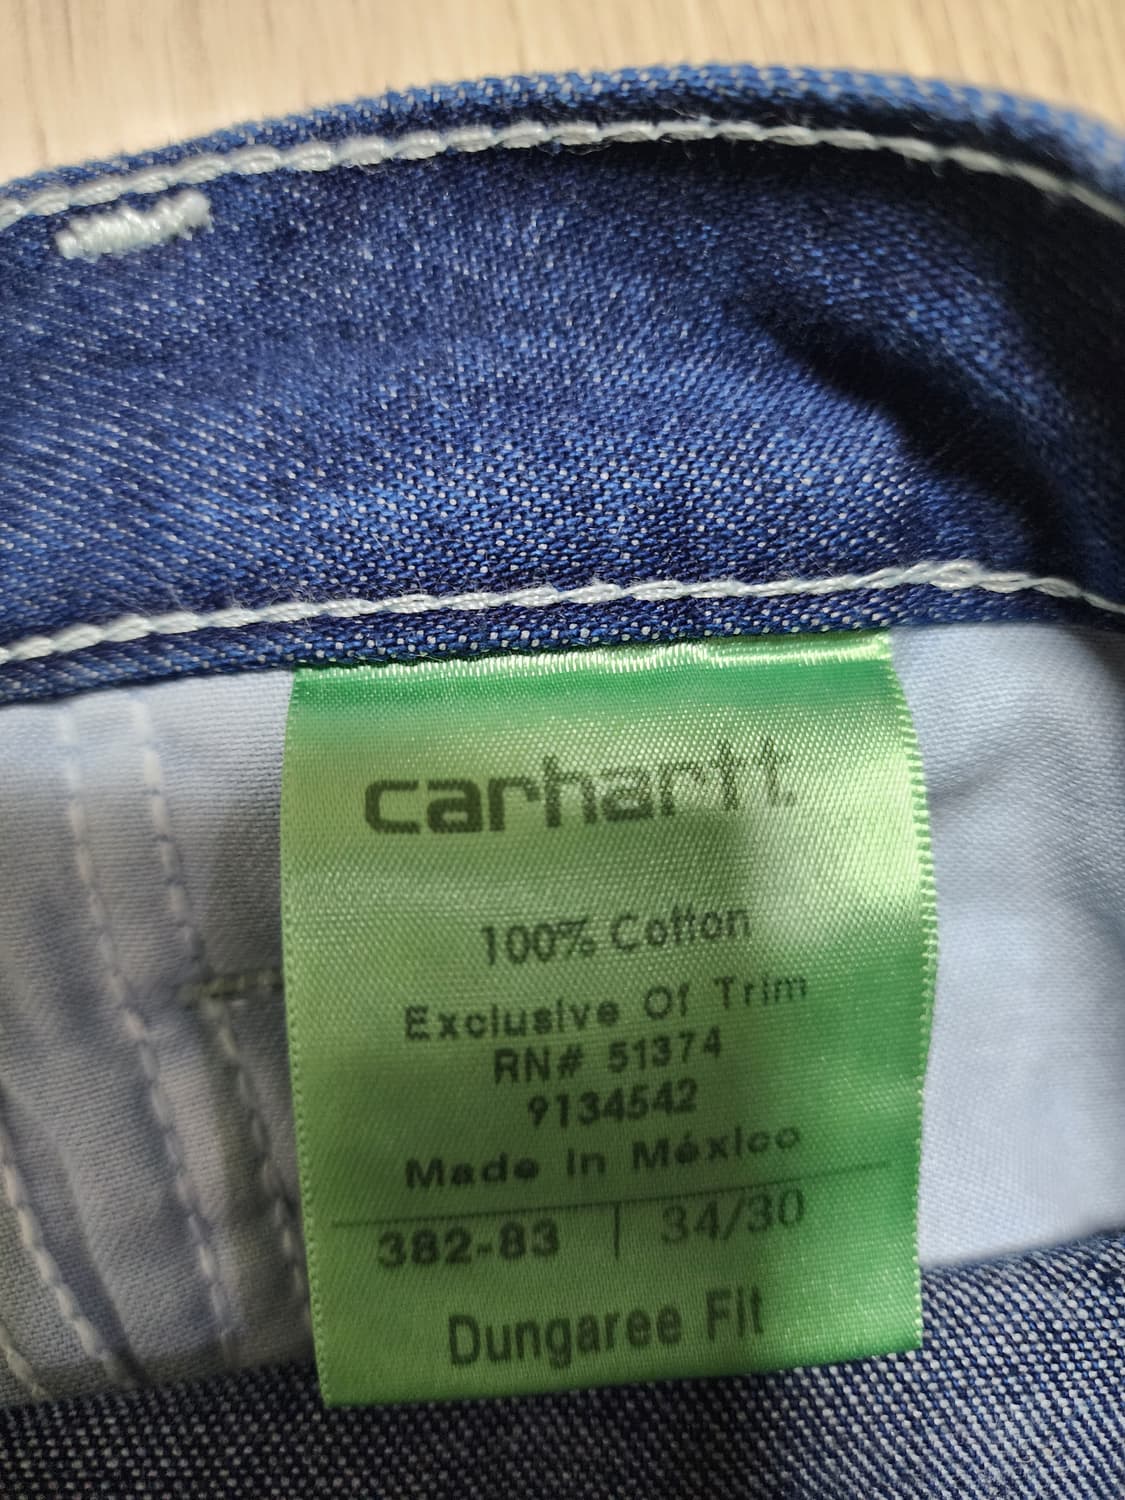 carhartt.
100% Cotton
Exclusive Of Trim
RN# 51374
9134542
Made In México
382-83 | 34/30
Dungaree Fit